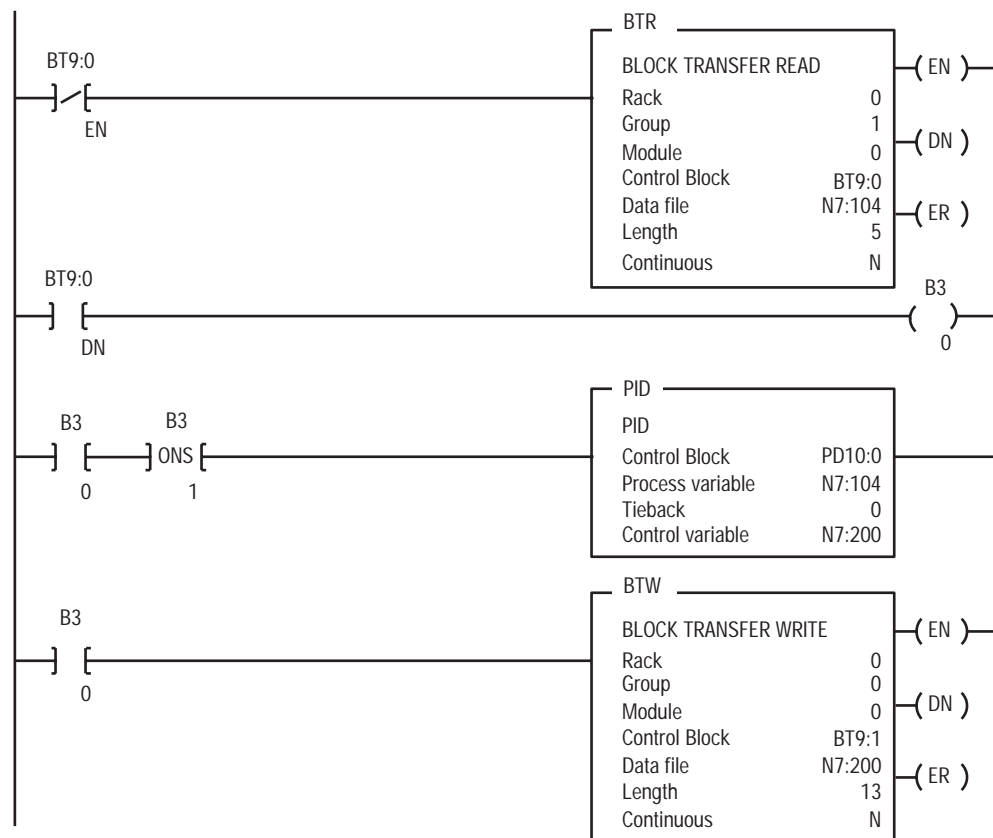 BTR
BT9:0
BLOCK TRANSFER READ
EN
Rack 0
Group 1
EN
Module 0
DN
Control Block BT9:0
Data file N7:104
ER
Length 5
Continuous N
BT9:0
B3
DN
0
PID
B3 B3
PID
ONS
Control Block PD10:0
Process variable N7:104
0 1
Tieback 0
Control variable N7:200
BTW
B3
BLOCK TRANSFER WRITE
EN
Rack 0
Group 0
0
Module 0
DN
Control Block BT9:1
Data file N7:200
ER
Length 13
Continuous N